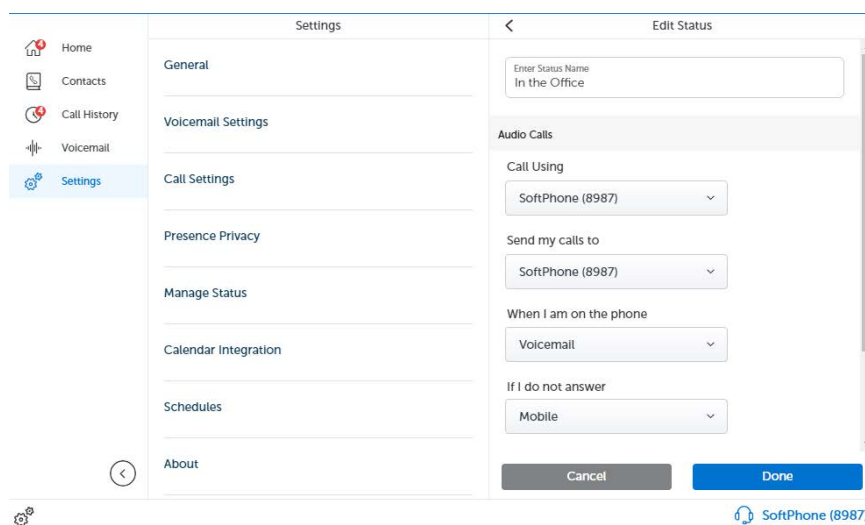 Settings
Edit Status
4
Home
Contacts
4
Call History
Voicemail
Settings
General
Voicemail Settings
Call Settings
Presence Privacy
Manage Status
Calendar Integration
Schedules
About
Enter Status Name
In the Office
Audio Calls
Call Using
SoftPhone (8987)
Send my calls to
SoftPhone (8987)
When I am on the phone
Voicemail
If I do not answer
Mobile
Cancel
Done
SoftPhone (8987)